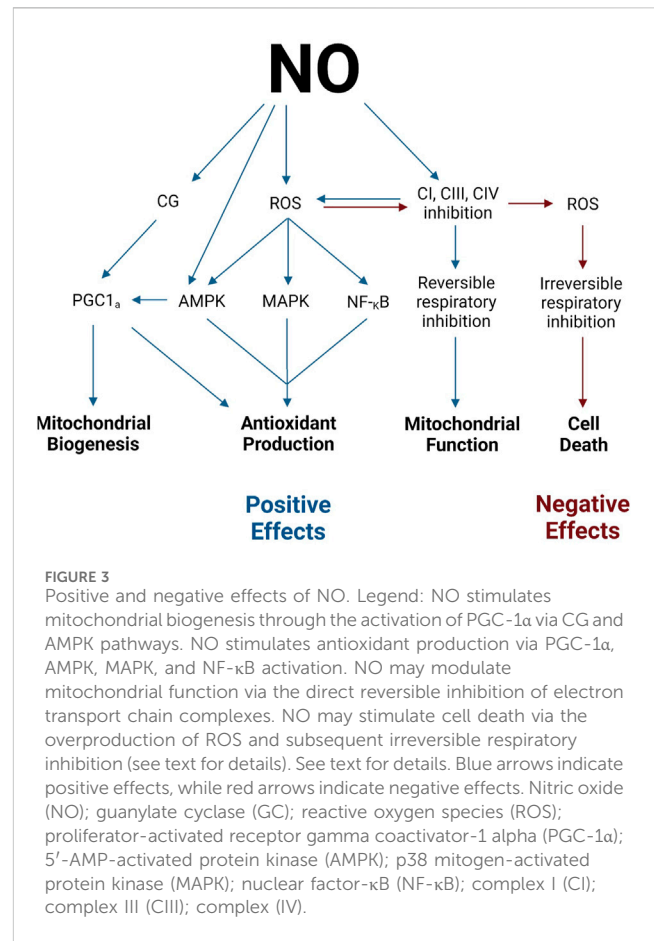 NO
CG
ROS
CI, CIII, CIV
inhibition
ROS
PGC1a
AMPK
MAPK
NF-κB
Reversible
respiratory
inhibition
Irreversible
respiratory
inhibition
Mitochondrial
Biogenesis
Antioxidant
Production
Mitochondrial
Function
Cell
Death
Positive
Effects
Negative
Effects
FIGURE 3
Positive and negative effects of NO. Legend: NO stimulates
mitochondrial biogenesis through the activation of PGC-1α via CG and
AMPK pathways. NO stimulates antioxidant production via PGC-1α,
AMPK, MAPK, and NF-κB activation. NO may modulate
mitochondrial function via the direct reversible inhibition of electron
transport chain complexes. NO may stimulate cell death via the
overproduction of ROS and subsequent irreversible respiratory
inhibition (see text for details). See text for details. Blue arrows indicate
positive effects, while red arrows indicate negative effects. Nitric oxide
(NO); guanylate cyclase (GC); reactive oxygen species (ROS);
proliferator-activated receptor gamma coactivator-1 alpha (PGC-1α);
5′-AMP-activated protein kinase (AMPK); p38 mitogen-activated
protein kinase (MAPK); nuclear factor-κB (NF-κB); complex I (CI);
complex III (CIII); complex (IV).